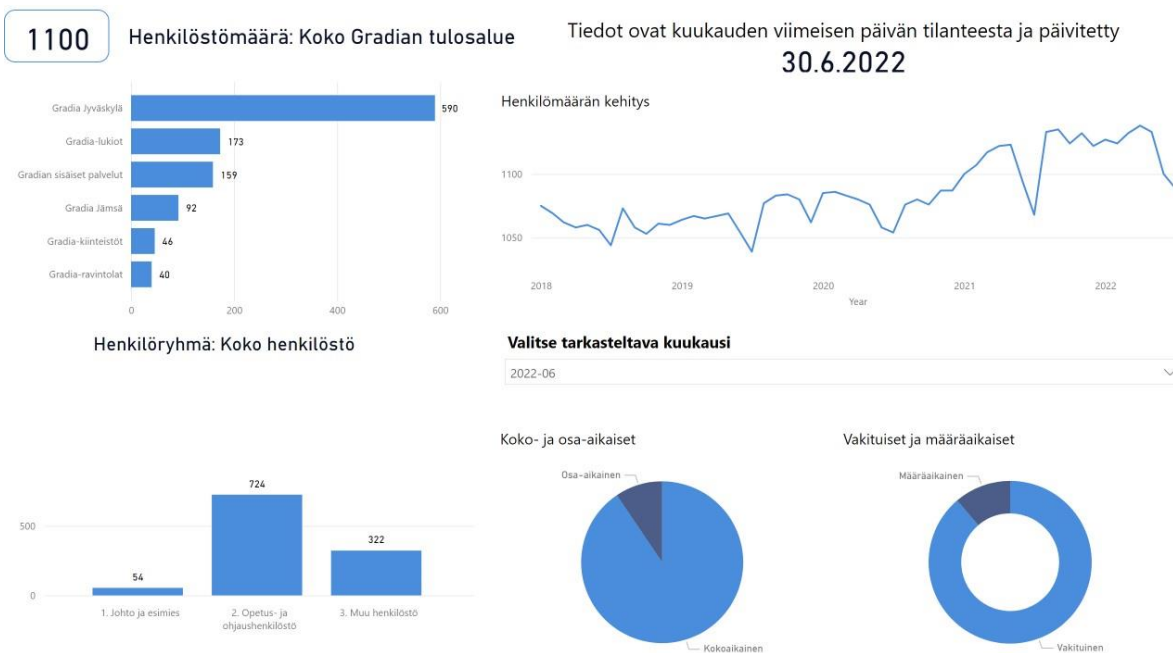 1100
Henkilöstömäärä: Koko Gradian tulosalue
Tiedot ovat kuukauden viimeisen päivän tilanteesta ja päivitetty
30.6.2022
Gradia Jyväskylä 590
Gradia-lukiot 173
Gradian sisäiset palvelut 159
Gradia Jämsä 92
Gradia-kiinteistöt 46
Gradia-ravintolat 40
0 200 400 600
Henkilömäärän kehitys
1100
1050
2018 2019 2020 2021 2022
Year
Henkilöryhmä: Koko henkilöstö
Valitse tarkasteltava kuukausi
2022-06
724
500
322
54
0
1. Johto ja esimies
2. Opetus- ja
ohjaushenkilöstö
3. Muu henkilöstö
Koko- ja osa-aikaiset
Osa-aikainen
Kokoaikainen
Vakituiset ja määräaikaiset
Määräaikainen
Vakituinen